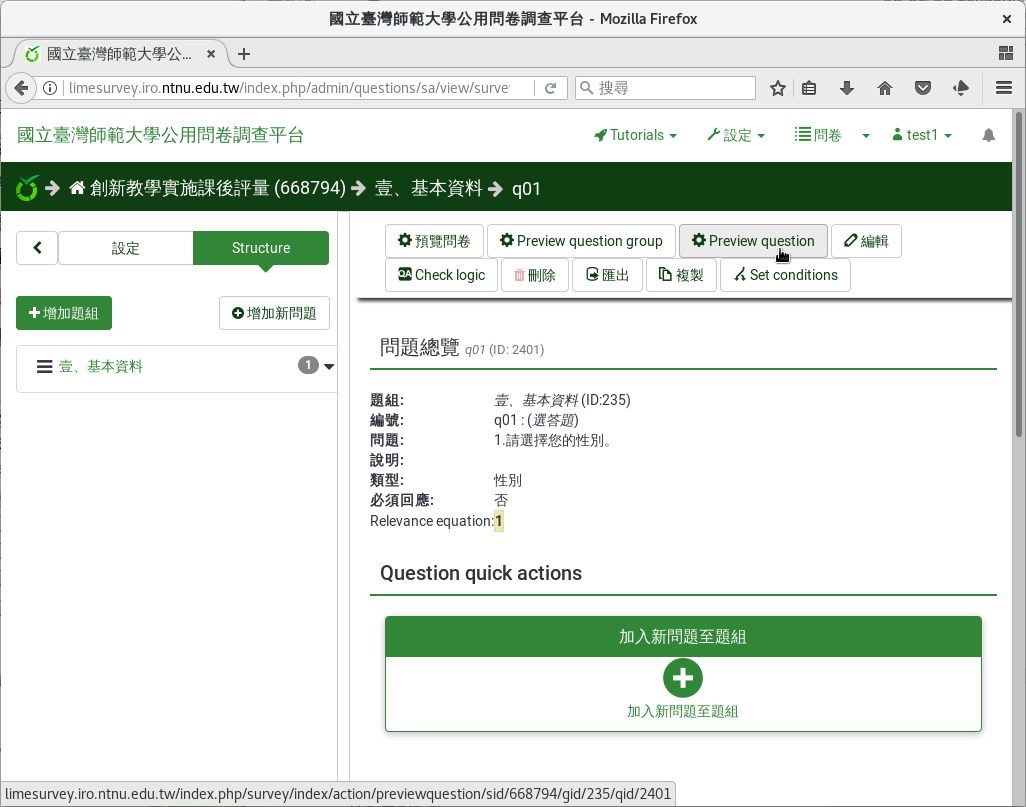 國立臺灣師範大學公用問卷調查平台 - Mozilla Firefox
國立臺灣師範大學公...
limesurvey.iro.ntnu.edu.tw/index.php/admin/questions/sa/view/surve
搜尋
國立臺灣師範大學公用問卷調查平台
Tutorials
設定
問卷
test1
創新教學實施課後評量 (668794)
壹、基本資料
q01
設定
Structure
增加題組
增加新問題
壹、基本資料
1
預覽問卷
Preview question group
Preview question
編輯
Check logic
刪除
匯出
複製
Set conditions
問題總覽 q01 (ID: 2401)
題組: 壹、基本資料 (ID:235)
編號: q01 : (選答題)
問題: 1.請選擇您的性別。
說明:
類型: 性別
必須回應: 否
Relevance equation: 1
Question quick actions
加入新問題至題組
加入新問題至題組
limesurvey.iro.ntnu.edu.tw/index.php/survey/index/action/previewquestion/sid/668794/gid/235/qid/2401